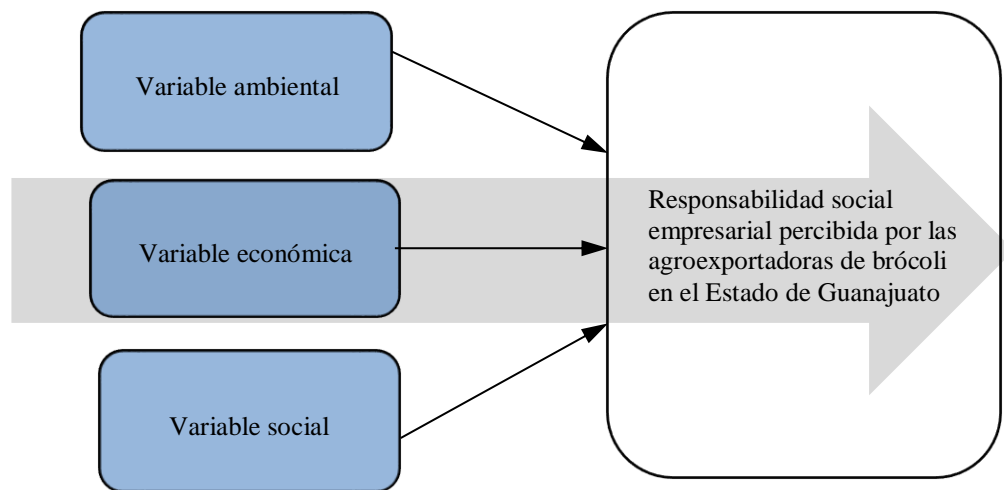 Variable ambiental
Variable económica
Variable social
Responsabilidad social
empresarial percibida por las
agroexportadoras de brócoli
en el Estado de Guanajuato